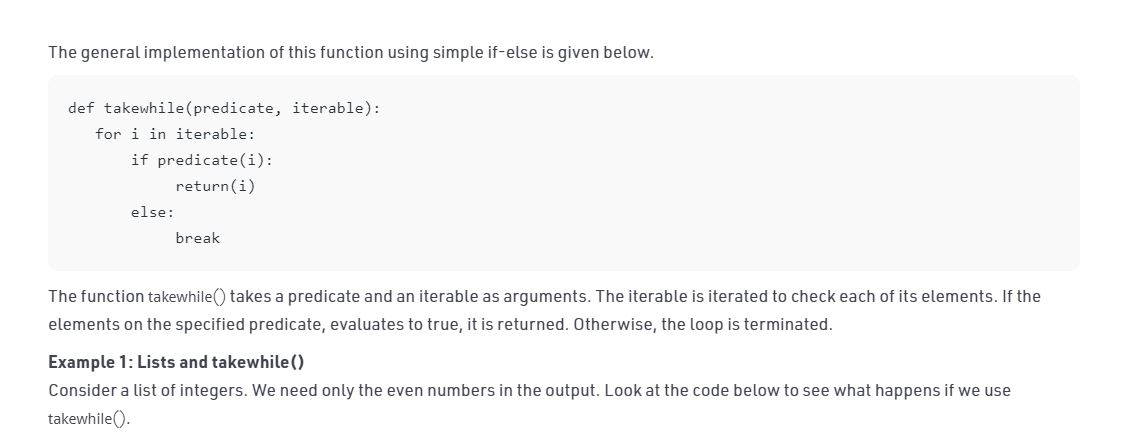 The general implementation of this function using simple if-else is given below.
def takewhile(predicate, iterable):
   for i in iterable:
       if predicate(i):
            return(i)
       else:
            break
The function takewhile() takes a predicate and an iterable as arguments. The iterable is iterated to check each of its elements. If the
elements on the specified predicate, evaluates to true, it is returned. Otherwise, the loop is terminated.
Example 1: Lists and takewhile()
Consider a list of integers. We need only the even numbers in the output. Look at the code below to see what happens if we use
takewhile().